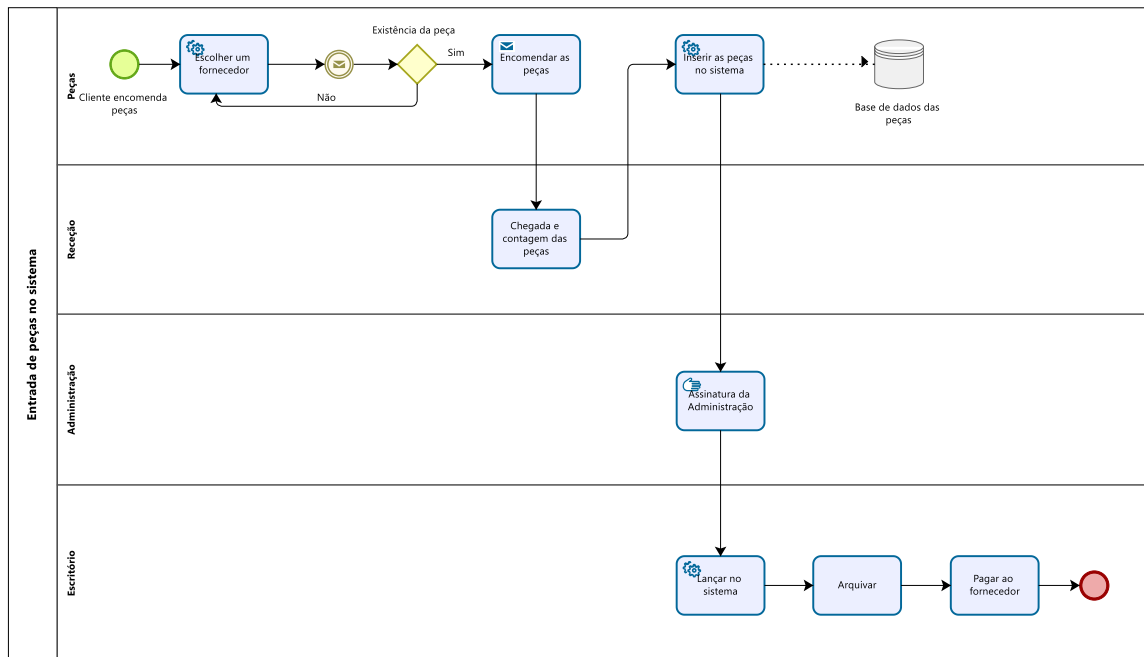 Entrada de peças no sistema
Peças
Cliente encomenda
peças
Escolher um
fornecedor
Existência da peça
Sim
Não
Encomendar as
peças
Inserir as peças
no sistema
Base de dados das
peças
Receção
Chegada e
contagem das
peças
Administração
Assinatura da
Administração
Escritório
Lançar no
sistema
Arquivar
Pagar ao
fornecedor